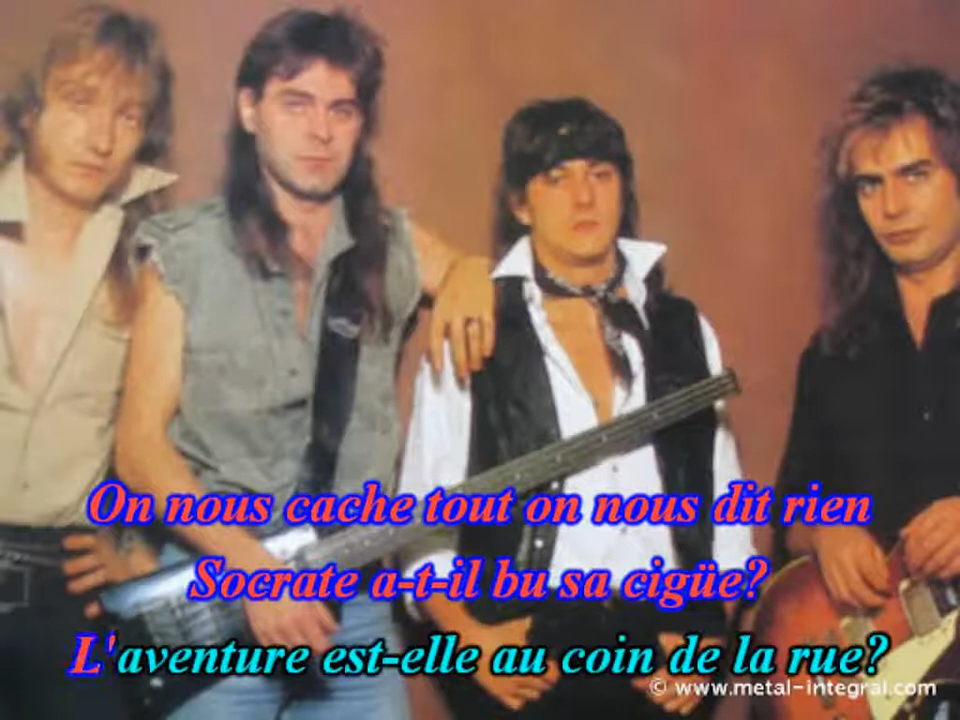 On nous cache tout on nous dit rien
Socrate a-t-il bu sa cigüe?
L'aventure est-elle au coin de la rue?
© www.metal-integral.com